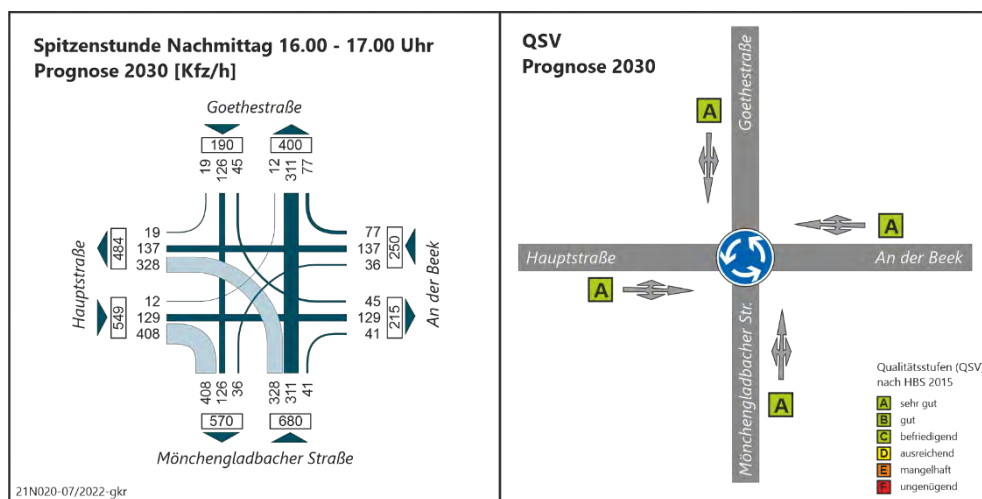 Spitzenstunde Nachmittag 16.00 - 17.00 Uhr
Prognose 2030 [Kfz/h]
Goethestraße
190 400
19 126 45 12 311 77
19
137
328
484
Hauptstraße
12
129
408
549
77
137
36
250
An der Beek
45
129
41
215
408 126 36 328 311 41
570 680
Mönchengladbacher Straße
21N020-07/2022-gkr
QSV
Prognose 2030
A
Goethestraße
A
Hauptstraße
An der Beek
A
Mönchengladbacher Str.
A
Qualitätsstufen (QSV)
nach HBS 2015
A sehr gut
B gut
C befriedigend
D ausreichend
E mangelhaft
F ungenügend